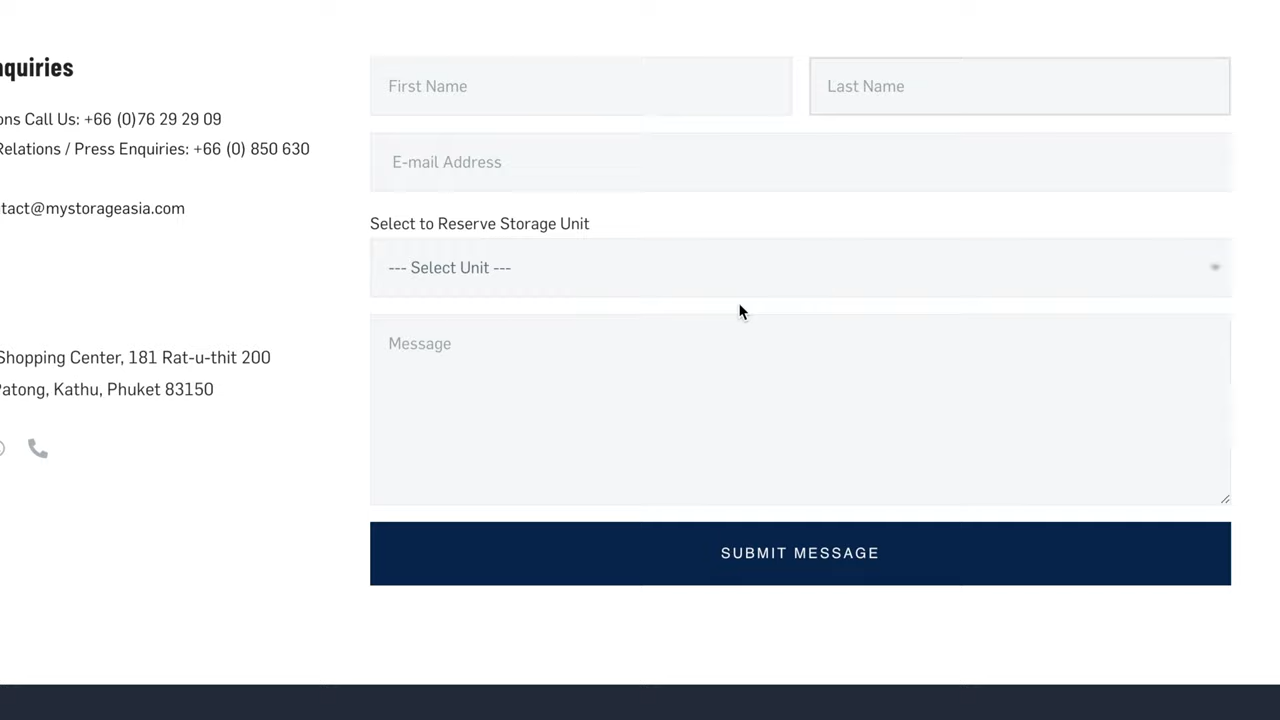 nquiries
ons Call Us: +66 (0)76 29 29 09
Relations / Press Enquiries: +66 (0) 850 630
tact@mystorageasia.com
Shopping Center, 181 Rat-u-thit 200
Patong, Kathu, Phuket 83150
First Name
Last Name
E-mail Address
Select to Reserve Storage Unit
--- Select Unit ---
Message
SUBMIT MESSAGE